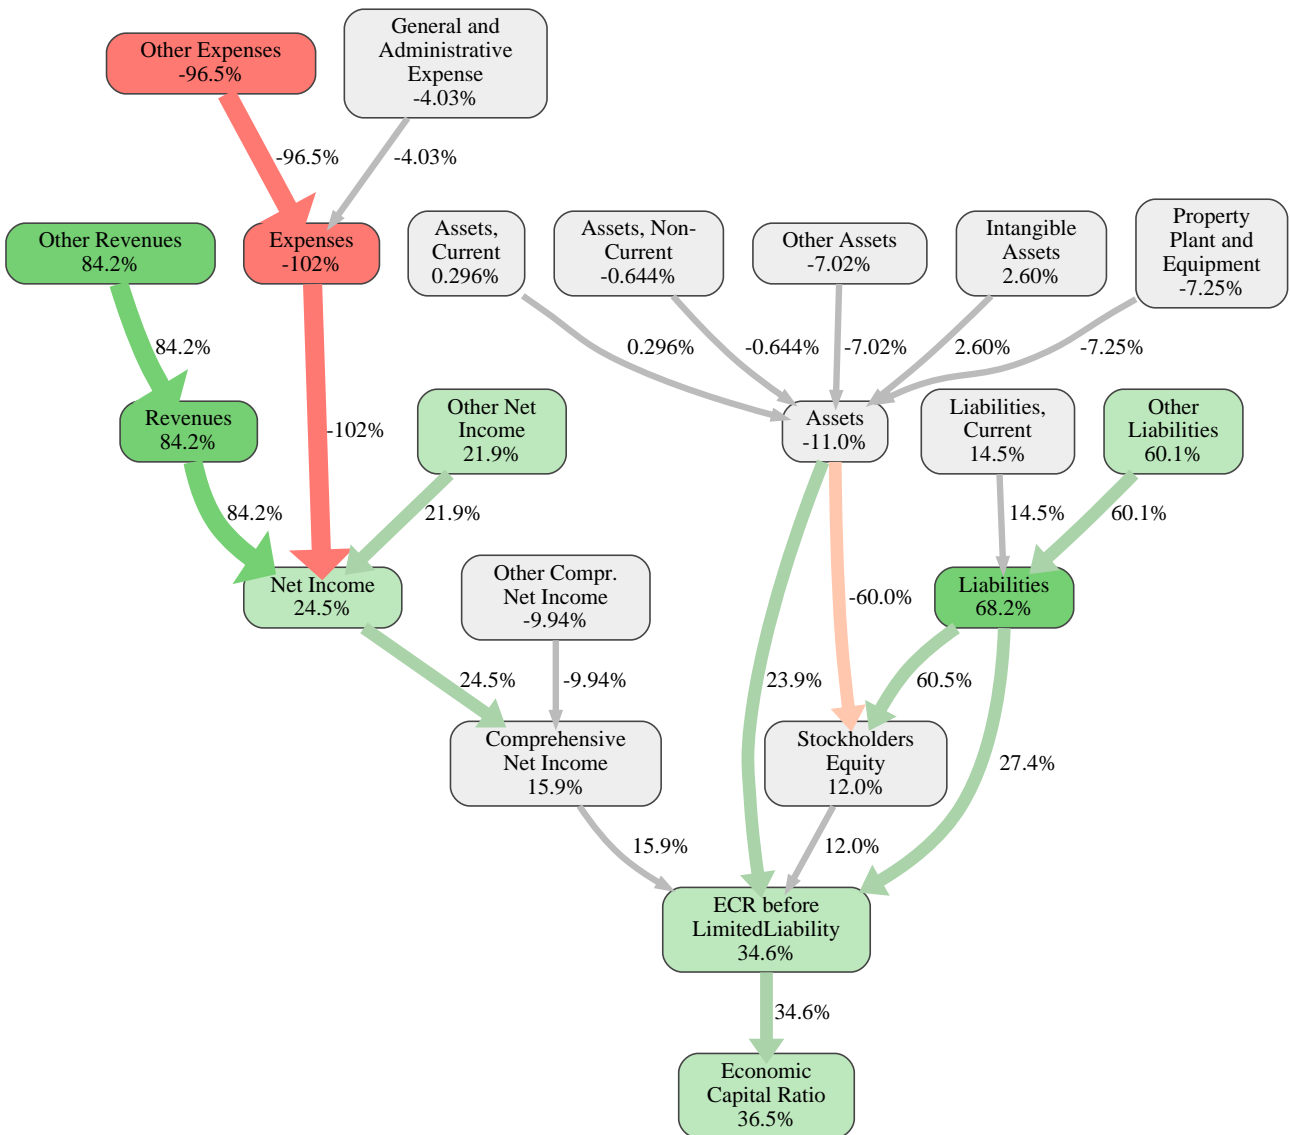 General and
Administrative
Expense
-4.03%
Other Expenses
-96.5%
-96.5%
-4.03%
Other Revenues
84.2%
Expenses
-102%
Assets,
Current
0.296%
Assets, Non-
Current
-0.644%
Other Assets
-7.02%
Intangible
Assets
2.60%
Property
Plant and
Equipment
-7.25%
84.2%
0.296%
-0.644%
-7.02%
2.60%
-7.25%
Revenues
84.2%
-102%
Other Net
Income
21.9%
Assets
-11.0%
Liabilities,
Current
14.5%
Other
Liabilities
60.1%
84.2%
21.9%
14.5%
60.1%
Net Income
24.5%
Other Compr.
Net Income
-9.94%
-60.0%
Liabilities
68.2%
24.5%
-9.94%
23.9%
60.5%
Comprehensive
Net Income
15.9%
Stockholders
Equity
12.0%
27.4%
15.9%
12.0%
ECR before
LimitedLiability
34.6%
34.6%
Economic
Capital Ratio
36.5%